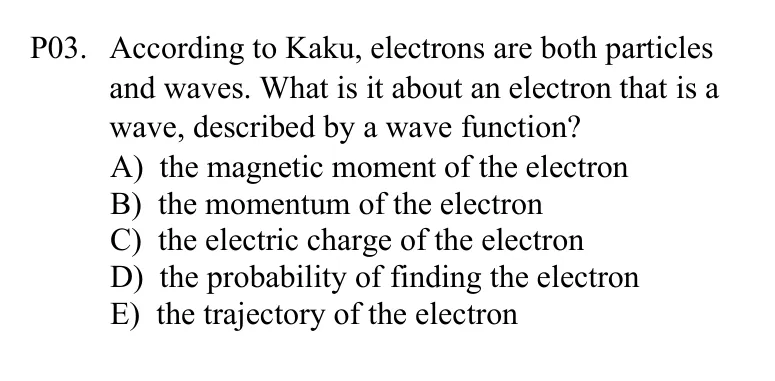 P03. According to Kaku, electrons are both particles
and waves. What is it about an electron that is a
wave, described by a wave function?
A) the magnetic moment of the electron
B) the momentum of the electron
C) the electric charge of the electron
D) the probability of finding the electron
E) the trajectory of the electron